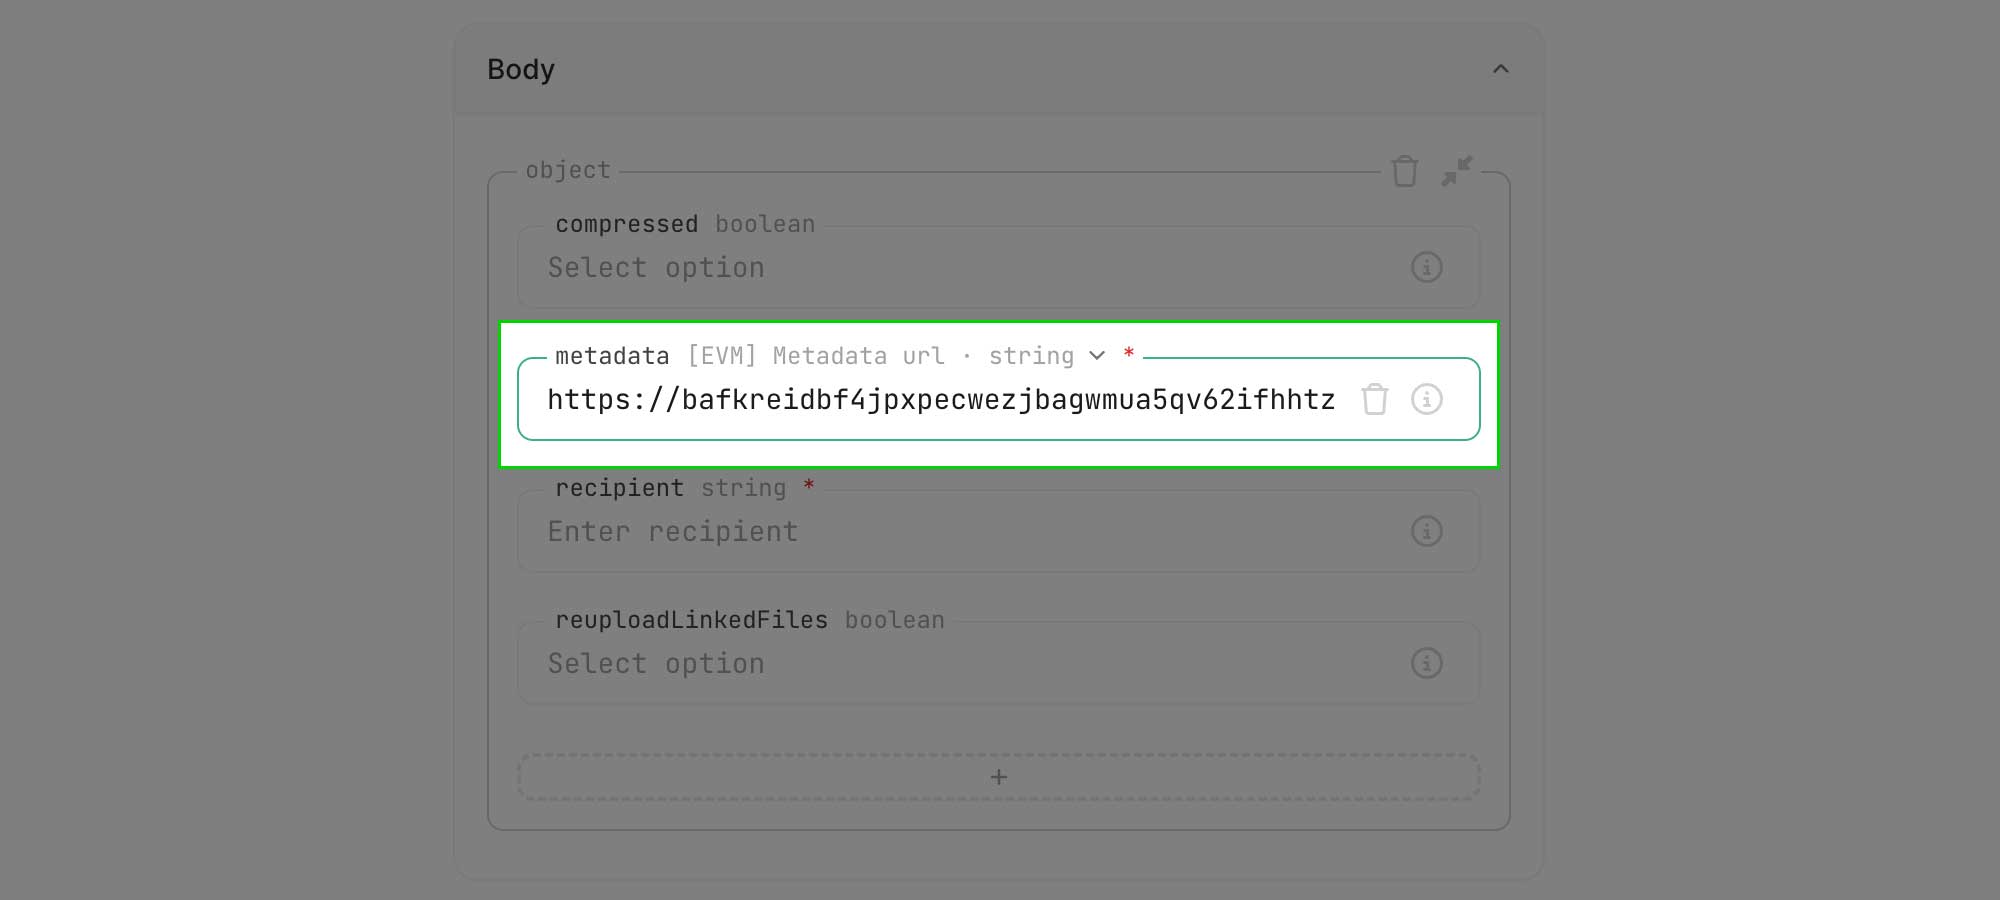 Body
object
compressed boolean
Select option
metadata [EVM] Metadata url · string *
https://bafkreidbf4jpxpecwezjbagwmua5qv62ifhhtz
recipient string *
Enter recipient
reuploadLinkedFiles boolean
Select option
+